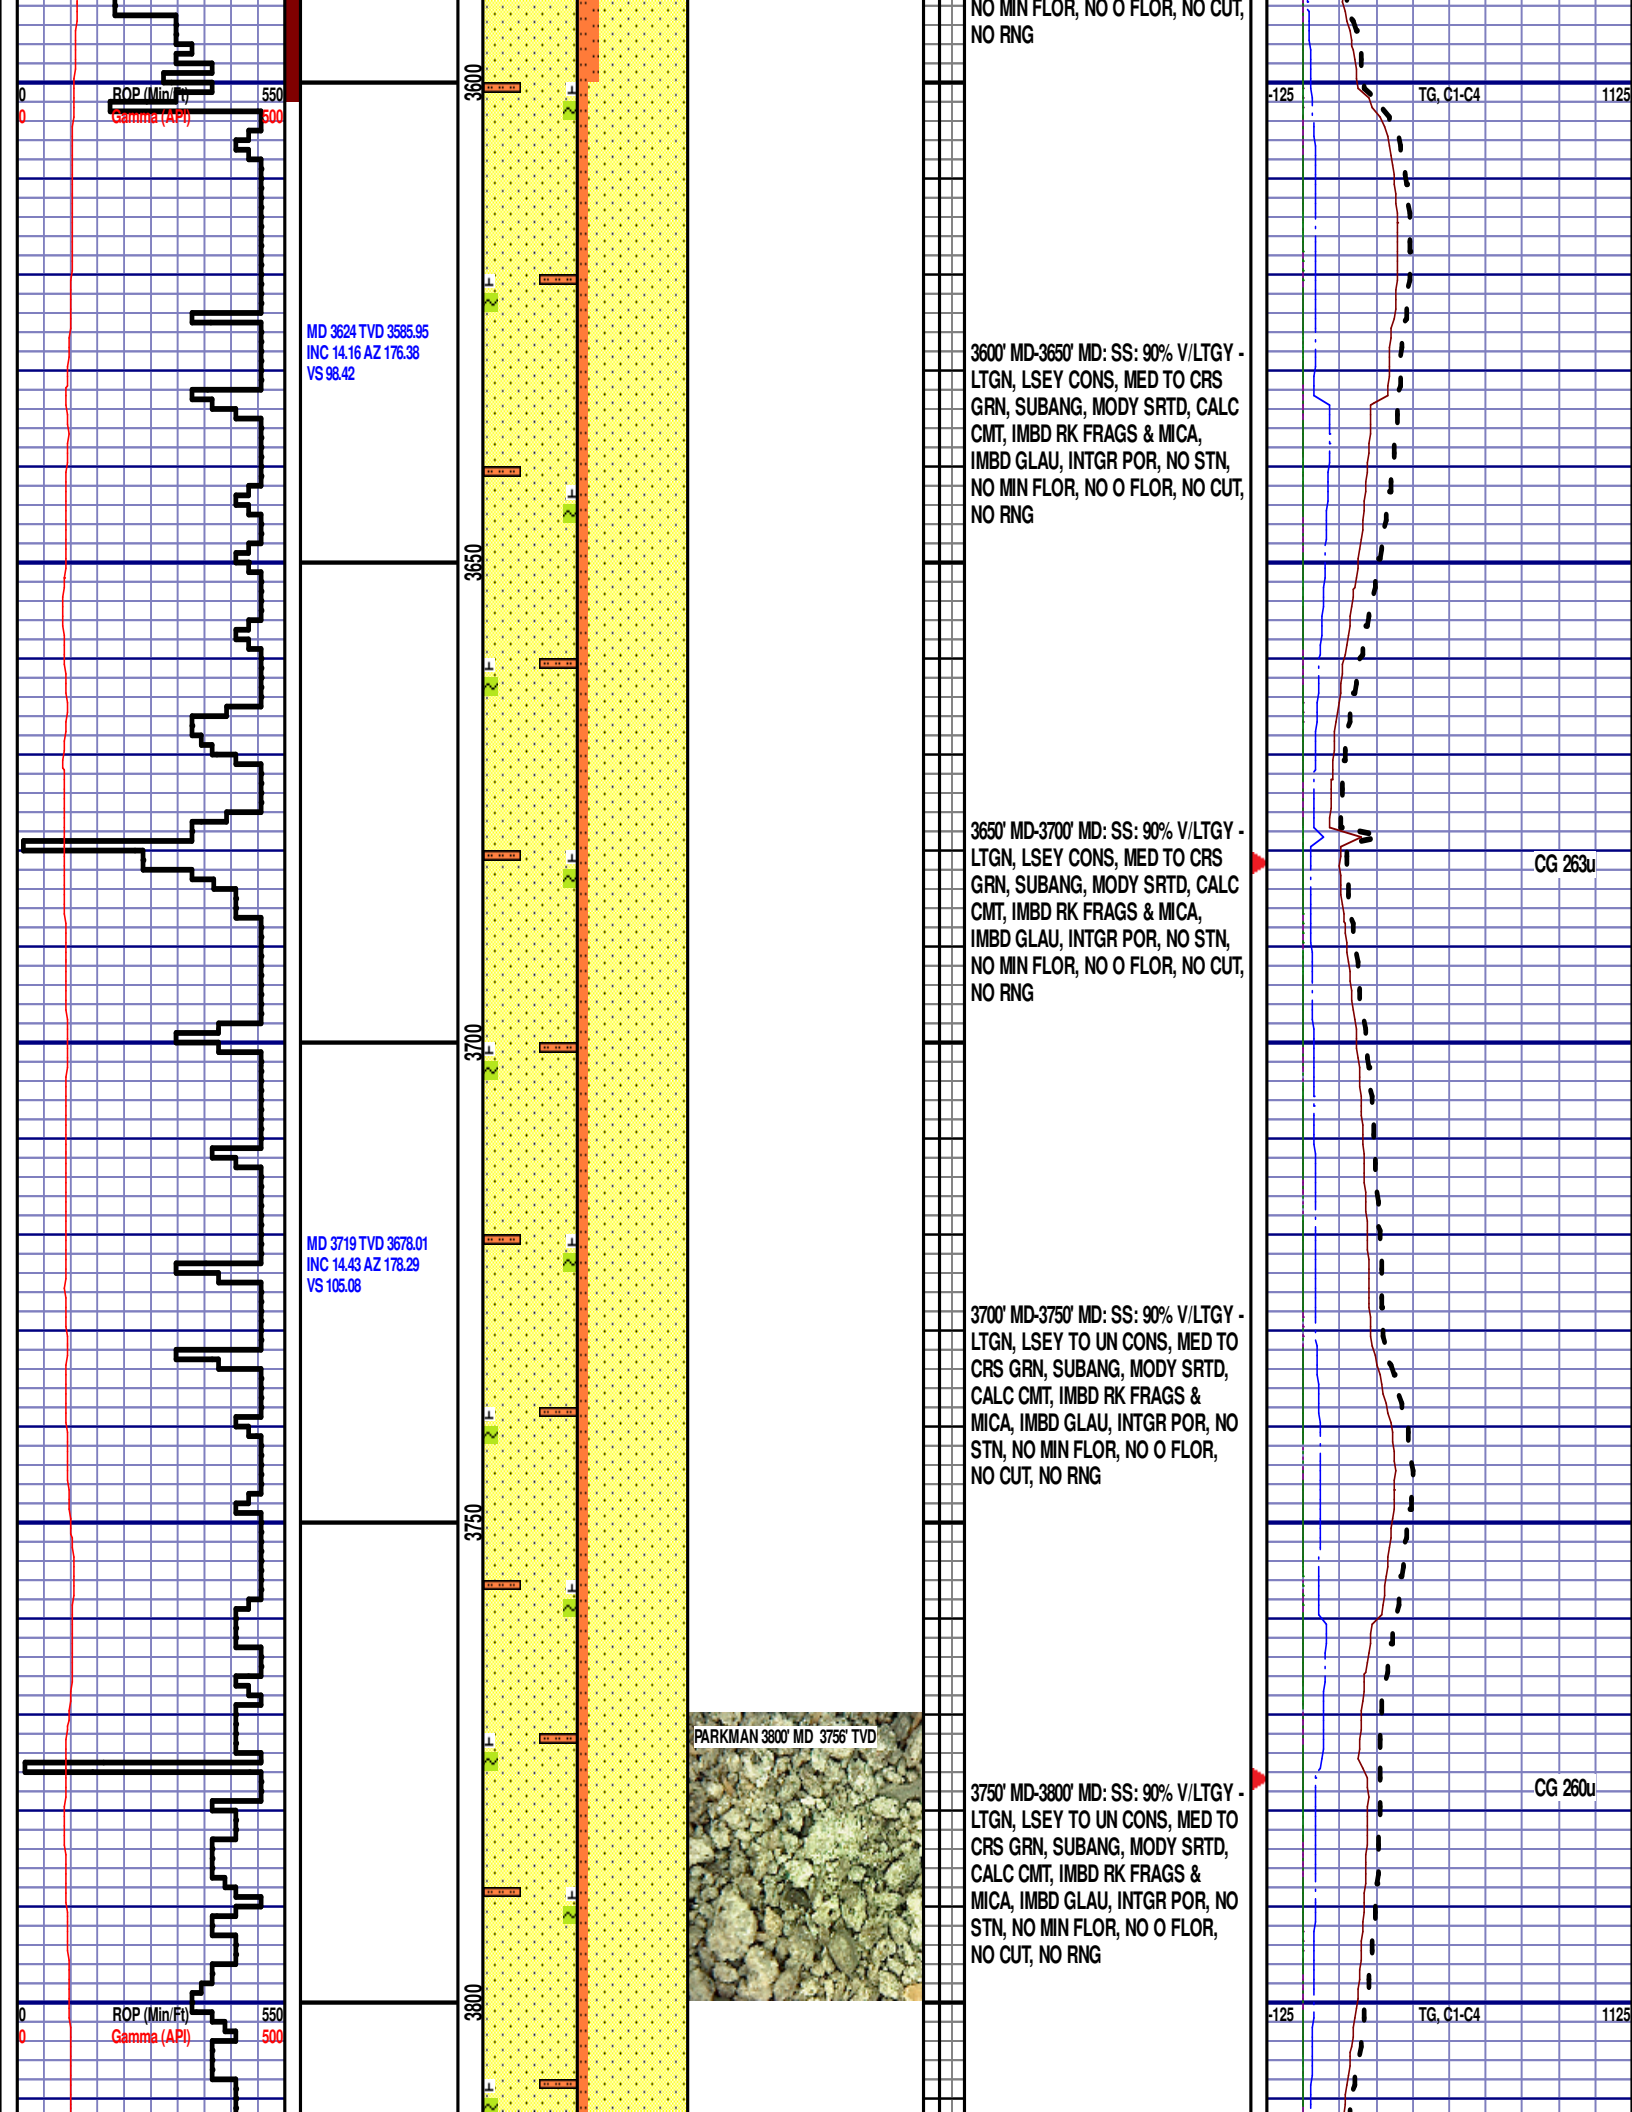 NO MIN FLOR, NO O FLOR, NO CUT,
NO RNG
3600
0 ROP (Min/Ft) 550
0 Gamma (API) 500
-125 TG, C1-C4 1125
MD 3624 TVD 3585.95
INC 14.16 AZ 176.38
VS 98.42
3600' MD-3650' MD: SS: 90% V/LTGY -
LTGN, LSEY CONS, MED TO CRS
GRN, SUBANG, MODY SRTD, CALC
CMT, IMBD RK FRAGS & MICA,
IMBD GLAU, INTGR POR, NO STN,
NO MIN FLOR, NO O FLOR, NO CUT,
NO RNG
3650
3650' MD-3700' MD: SS: 90% V/LTGY -
LTGN, LSEY CONS, MED TO CRS
GRN, SUBANG, MODY SRTD, CALC
CMT, IMBD RK FRAGS & MICA,
IMBD GLAU, INTGR POR, NO STN,
NO MIN FLOR, NO O FLOR, NO CUT,
NO RNG
CG 263u
3700
MD 3719 TVD 3678.01
INC 14.43 AZ 178.29
VS 105.08
3700' MD-3750' MD: SS: 90% V/LTGY -
LTGN, LSEY TO UN CONS, MED TO
CRS GRN, SUBANG, MODY SRTD,
CALC CMT, IMBD RK FRAGS &
MICA, IMBD GLAU, INTGR POR, NO
STN, NO MIN FLOR, NO O FLOR,
NO CUT, NO RNG
3750
PARKMAN 3800' MD 3756' TVD
3750' MD-3800' MD: SS: 90% V/LTGY -
LTGN, LSEY TO UN CONS, MED TO
CRS GRN, SUBANG, MODY SRTD,
CALC CMT, IMBD RK FRAGS &
MICA, IMBD GLAU, INTGR POR, NO
STN, NO MIN FLOR, NO O FLOR,
NO CUT, NO RNG
CG 260u
3800
0 ROP (Min/Ft) 550
0 Gamma (API) 500
-125 TG, C1-C4 1125